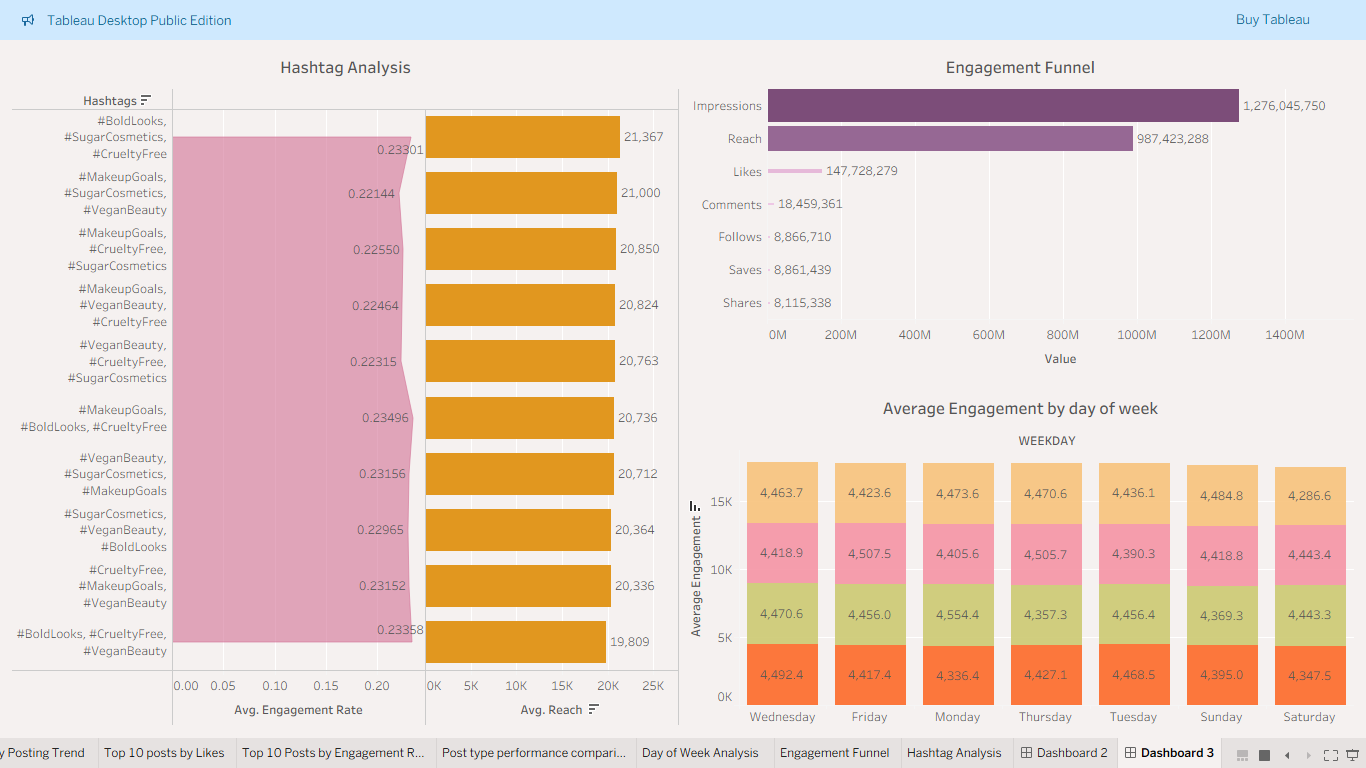 Tableau Desktop Public Edition
Buy Tableau
Hashtag Analysis
Hashtags
#BoldLooks,
#SugarCosmetics,
#CrueltyFree
0.23301
21,367
#MakeupGoals,
#SugarCosmetics,
#VeganBeauty
0.22144
21,000
#MakeupGoals,
#CrueltyFree,
#SugarCosmetics
0.22550
20,850
#MakeupGoals,
#VeganBeauty,
#CrueltyFree
0.22464
20,824
#VeganBeauty,
#CrueltyFree,
#SugarCosmetics
0.22315
20,763
#MakeupGoals,
#BoldLooks, #CrueltyFree
0.23496
20,736
#VeganBeauty,
#SugarCosmetics,
#MakeupGoals
0.23156
20,712
#SugarCosmetics,
#VeganBeauty,
#BoldLooks
0.22965
20,364
#CrueltyFree,
#MakeupGoals,
#VeganBeauty
0.23152
20,336
#BoldLooks, #CrueltyFree,
#VeganBeauty
0.23358
19,809
0.00 0.05 0.10 0.15 0.20
0K 5K 10K 15K 20K 25K
Avg. Engagement Rate
Avg. Reach
Engagement Funnel
Impressions 1,276,045,750
Reach 987,423,288
Likes 147,728,279
Comments 18,459,361
Follows 8,866,710
Saves 8,861,439
Shares 8,115,338
0M 200M 400M 600M 800M 1000M 1200M 1400M
Value
Average Engagement by day of week
WEEKDAY
Average Engagement
15K
10K
5K
0K
4,463.7 4,423.6 4,473.6 4,470.6 4,436.1 4,484.8 4,286.6
4,418.9 4,507.5 4,405.6 4,505.7 4,390.3 4,418.8 4,443.4
4,470.6 4,456.0 4,554.4 4,357.3 4,456.4 4,369.3 4,443.3
4,492.4 4,417.4 4,336.4 4,427.1 4,468.5 4,395.0 4,347.5
Wednesday Friday Monday Thursday Tuesday Sunday Saturday
y Posting Trend
Top 10 posts by Likes
Top 10 Posts by Engagement R...
Post type performance compari...
Day of Week Analysis
Engagement Funnel
Hashtag Analysis
Dashboard 2
Dashboard 3